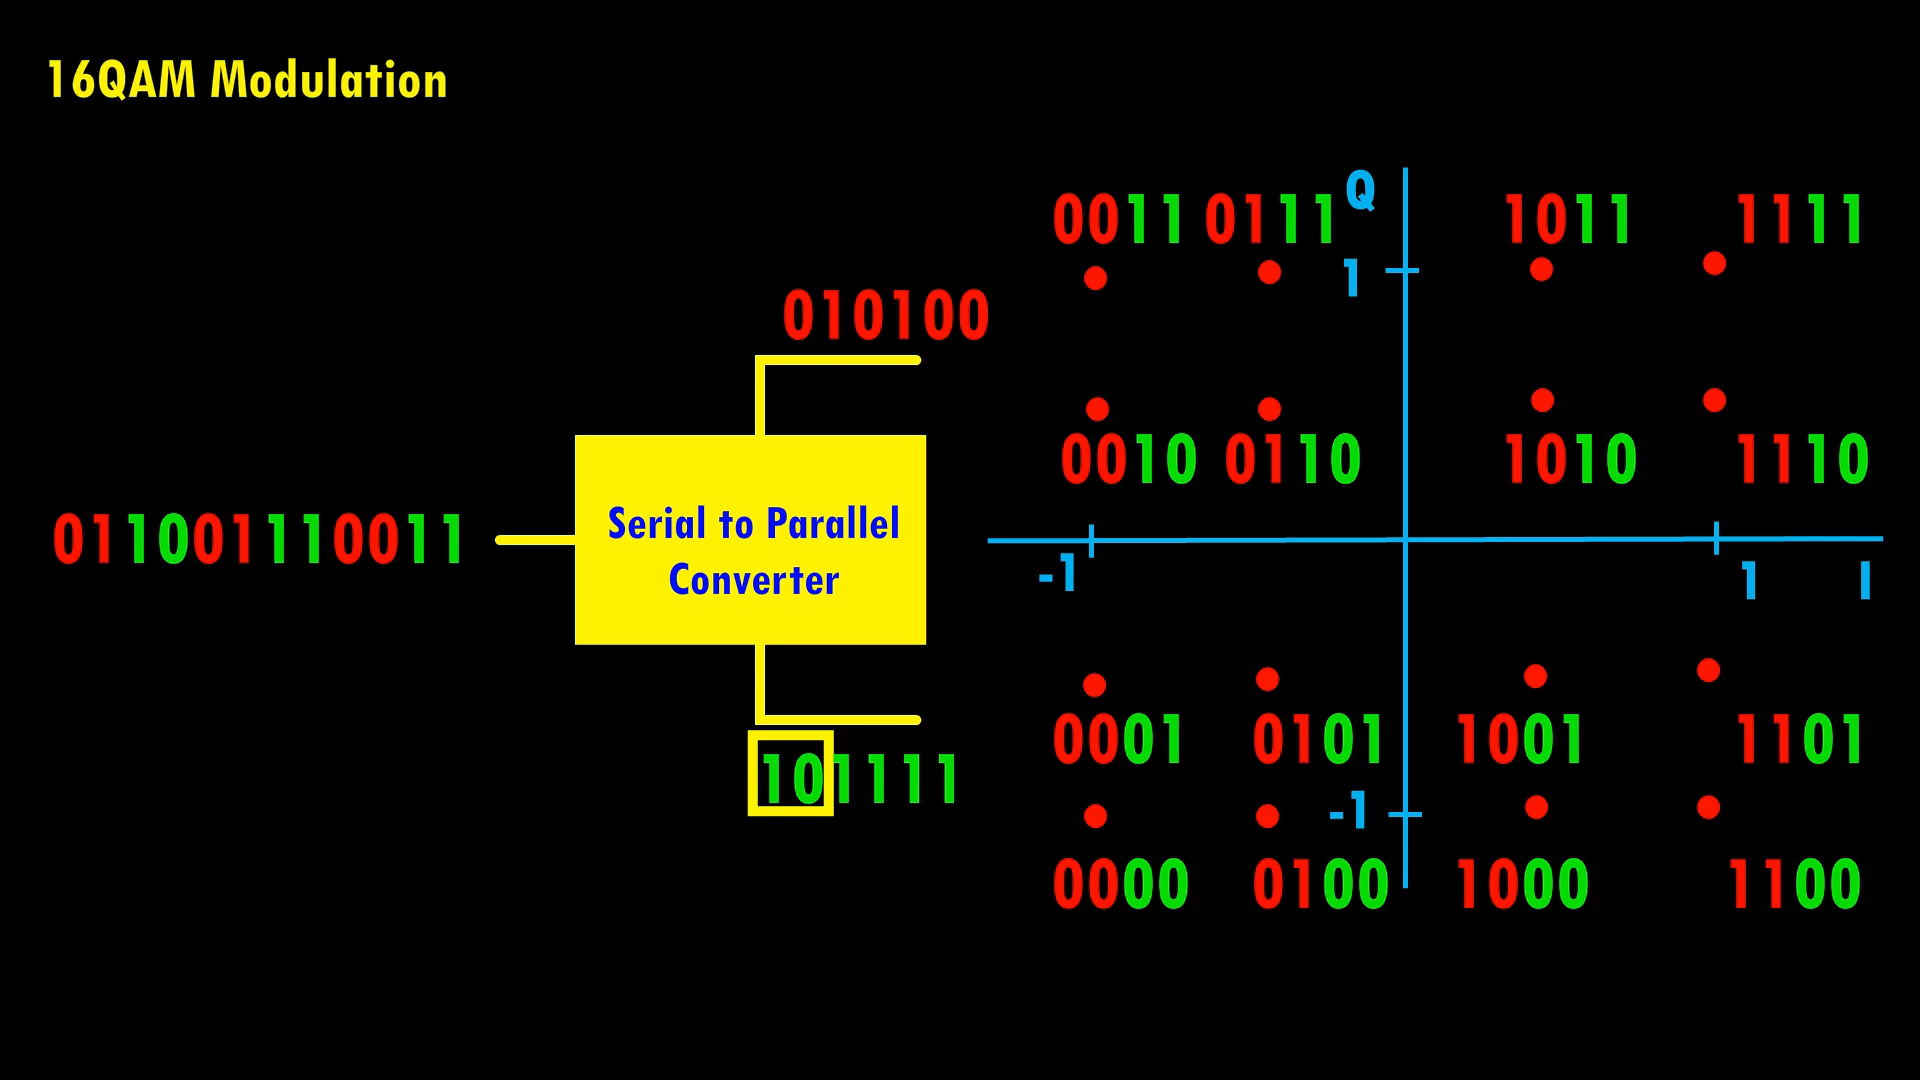 16QAM Modulation
Q
0011 0111 1011 1111
1
010100
0010 0110 1010 1110
011001110011
Serial to Parallel
Converter
-1 1 I
0001 0101 1001 1101
101111
-1
0000 0100 1000 1100